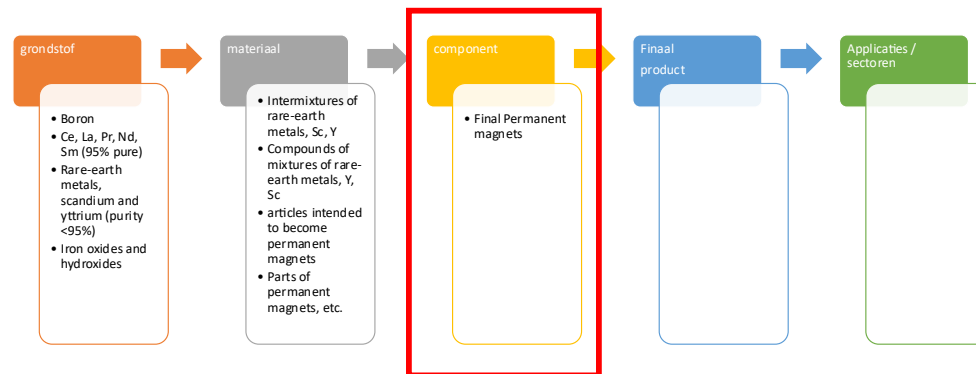 grondstof
• Boron
• Ce, La, Pr, Nd,
Sm (95% pure)
• Rare-earth
metals,
scandium and
yttrium (purity
<95%)
• Iron oxides and
hydroxides
materiaal
• Intermixtures of
rare-earth
metals, Sc, Y
• Compounds of
mixtures of rare-
earth metals, Y,
Sc
• articles intended
to become
permanent
magnets
• Parts of
permanent
magnets, etc.
component
• Final Permanent
magnets
Finaal
product
Applicaties /
sectoren